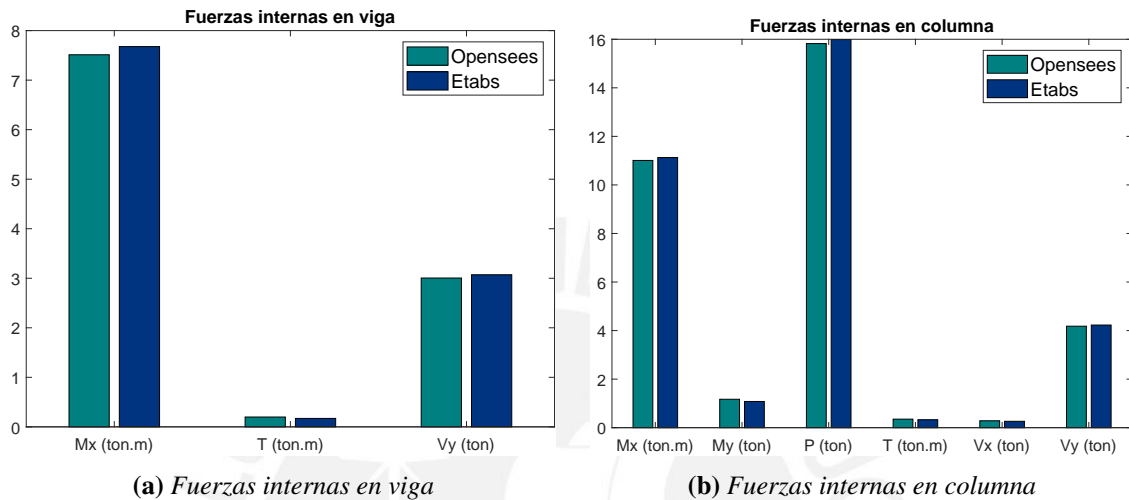 Fuerzas internas en viga
8
7
6
5
4
3
2
1
0
Opensees
Etabs
Mx (ton.m) T (ton.m) Vy (ton)
(a) Fuerzas internas en viga
Fuerzas internas en columna
16
14
12
10
8
6
4
2
0
Opensees
Etabs
Mx (ton.m) My (ton) P (ton) T (ton.m) Vx (ton) Vy (ton)
(b) Fuerzas internas en columna